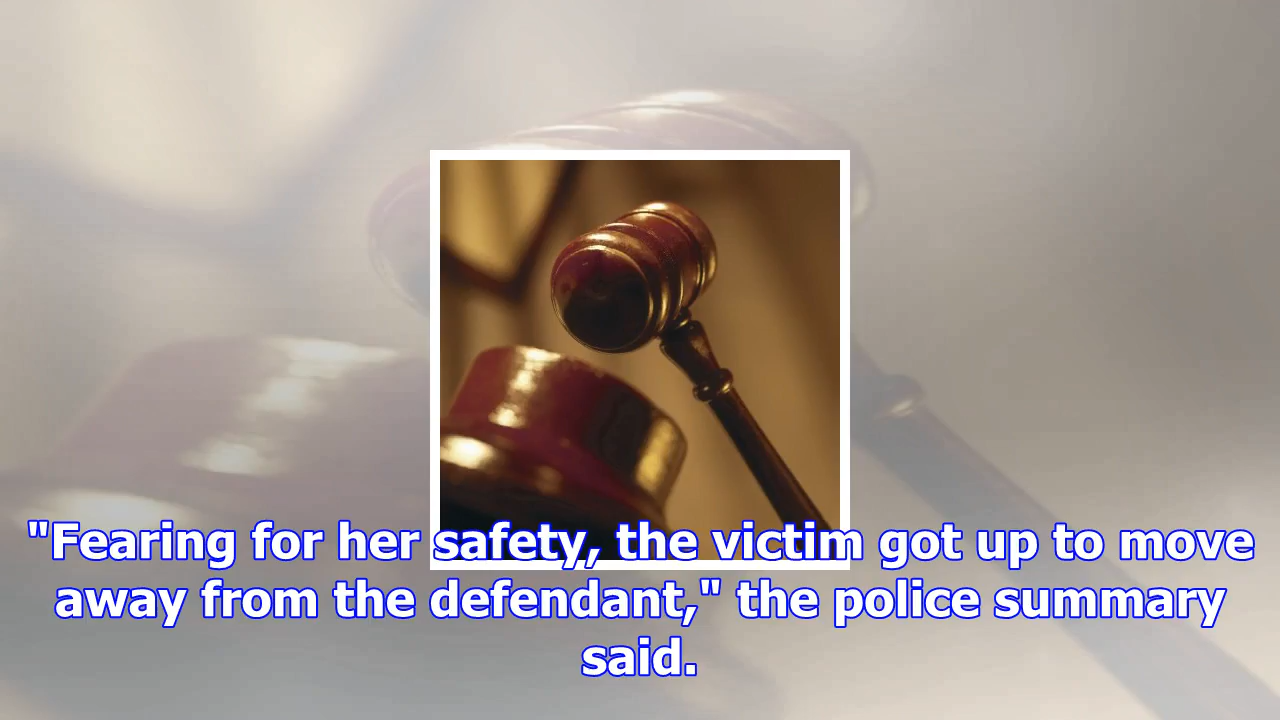 "Fearing for her safety, the victim got up to move
away from the defendant," the police summary
said.